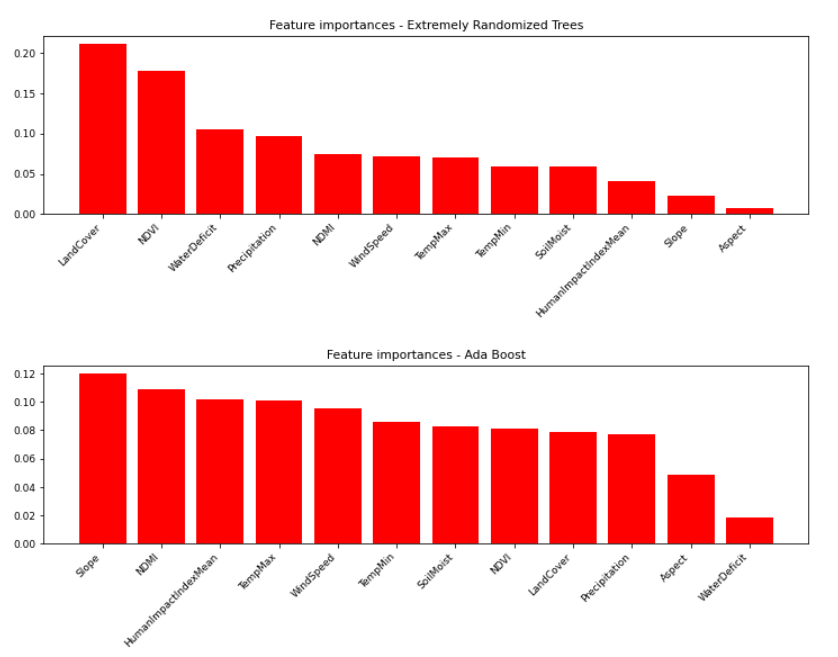 Feature importances - Extremely Randomized Trees
0.20
0.15
0.10
0.05
0.00
LandCover
NDVI
WaterDeficit
Precipitation
NDMI
WindSpeed
TempMax
TempMin
SoilMoist
HumanImpactIndexMean
Slope
Aspect
Feature importances - Ada Boost
0.12
0.10
0.08
0.06
0.04
0.02
0.00
Slope
NDMI
HumanImpactIndexMean
TempMax
WindSpeed
TempMin
SoilMoist
NDVI
LandCover
Precipitation
Aspect
WaterDeficit